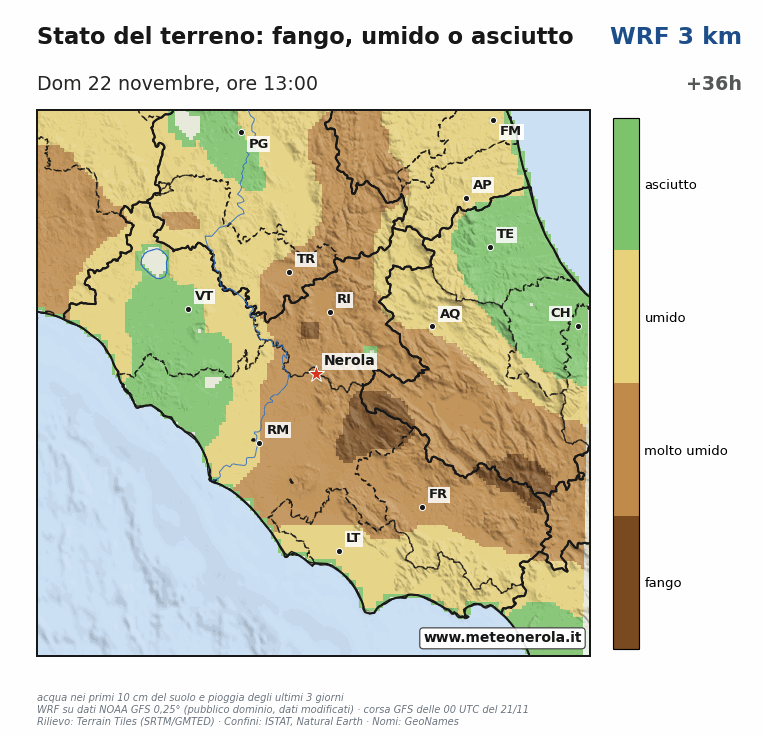 Stato del terreno: fango, umido o asciutto
WRF 3 km
Dom 22 novembre, ore 13:00
+36h
FM
PG
AP
TE
TR
VT
RI
AQ
CH
Nerola
RM
FR
LT
www.meteonerola.it
asciutto
umido
molto umido
fango
acqua nei primi 10 cm del suolo e pioggia degli ultimi 3 giorni
WRF su dati NOAA GFS 0,25° (pubblico dominio, dati modificati) · corsa GFS delle 00 UTC del 21/11
Rilievo: Terrain Tiles (SRTM/GMTED) · Confini: ISTAT, Natural Earth · Nomi: GeoNames